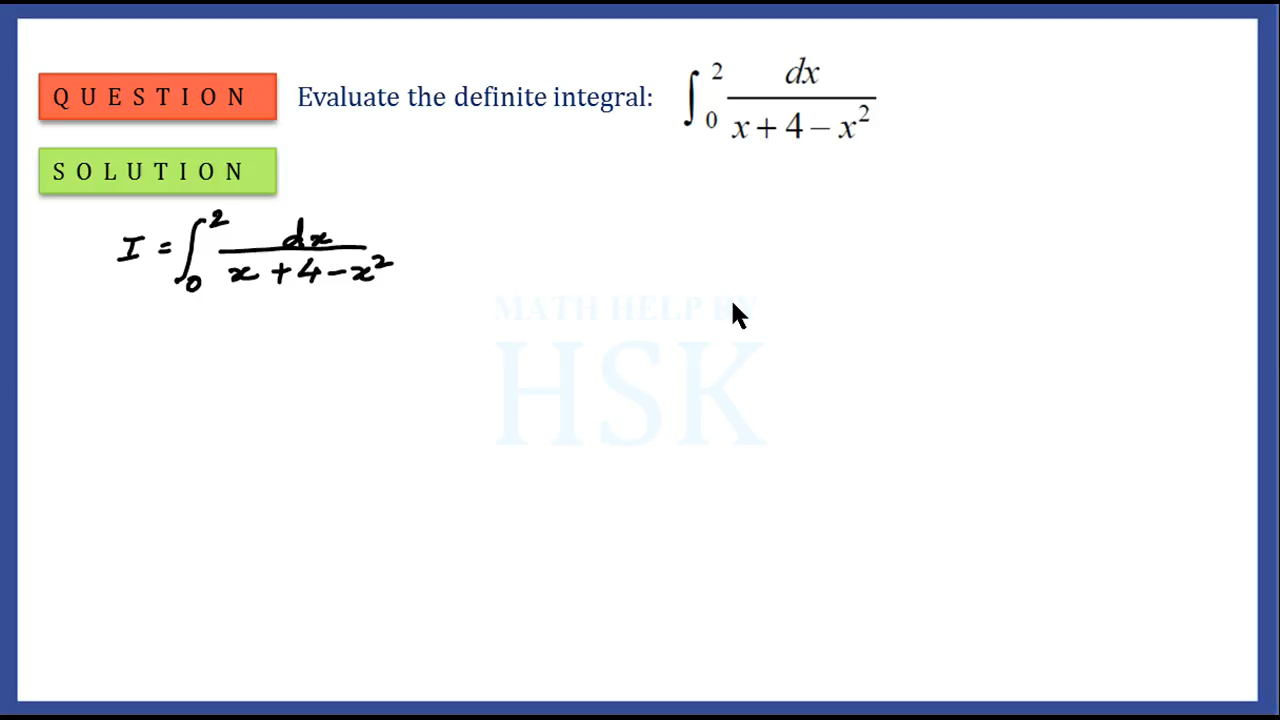 QUESTION Evaluate the definite integral: ∫₀² dx / (x + 4 – x²)
SOLUTION
I = ∫₀² dx / (x + 4 – x²)
MATH HELP BY
HSK